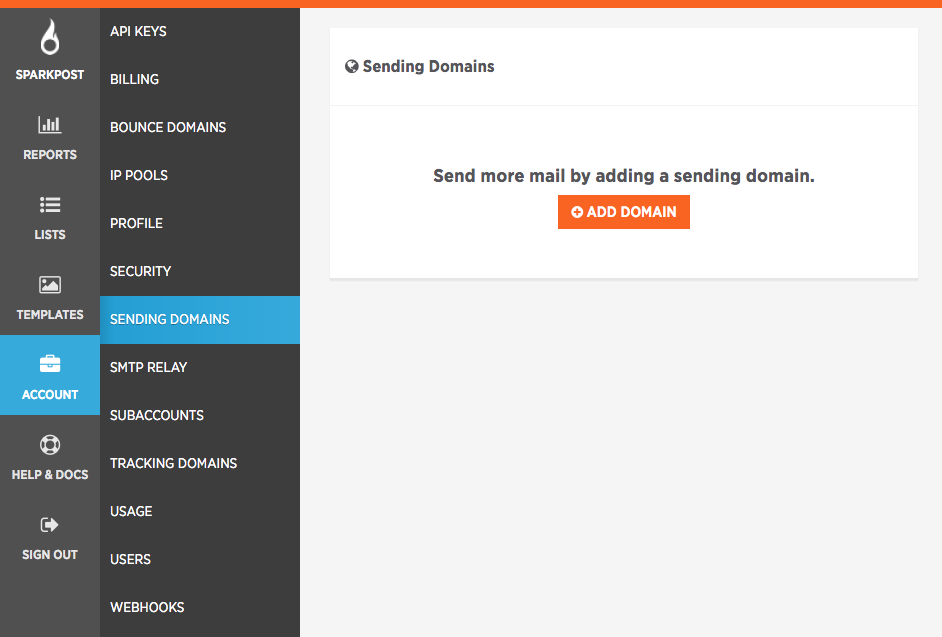 SPARKPOST
REPORTS
LISTS
TEMPLATES
ACCOUNT
HELP & DOCS
SIGN OUT
API KEYS
BILLING
BOUNCE DOMAINS
IP POOLS
PROFILE
SECURITY
SENDING DOMAINS
SMTP RELAY
SUBACCOUNTS
TRACKING DOMAINS
USAGE
USERS
WEBHOOKS
Sending Domains
Send more mail by adding a sending domain.
ADD DOMAIN